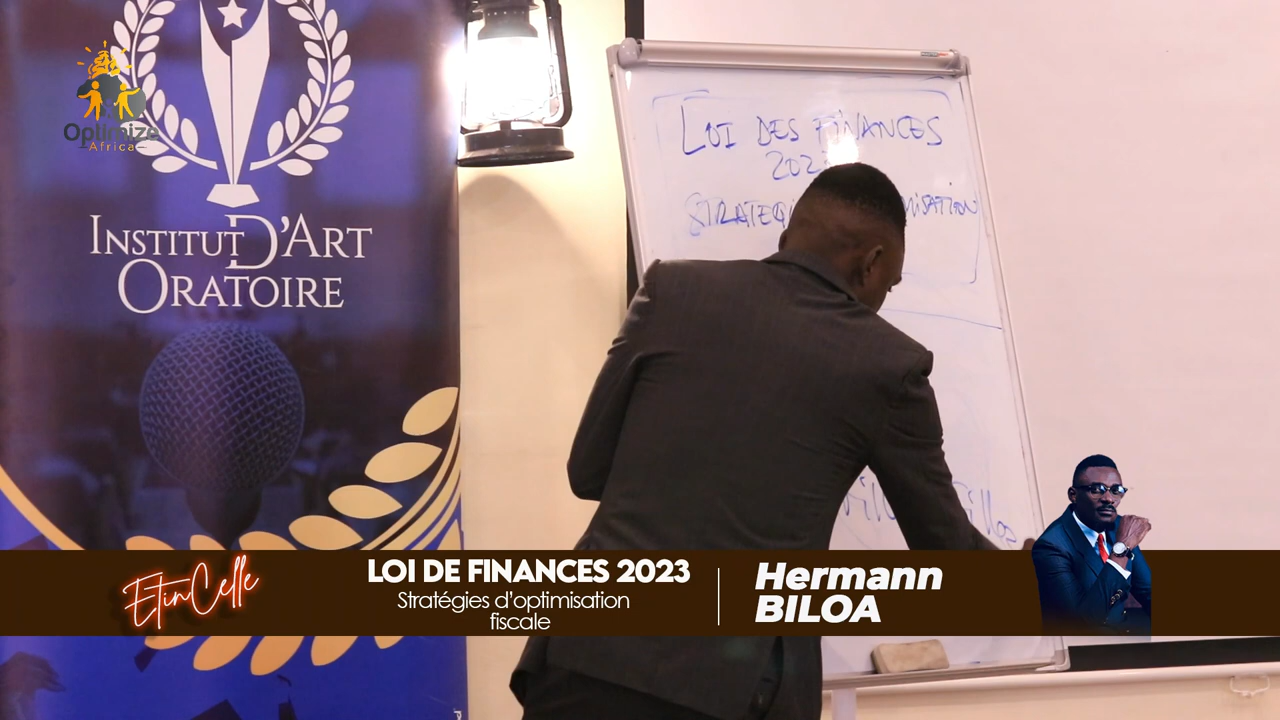 Optimize
Africa
INSTITUT D'ART
ORATOIRE
LOI DES FINANCES
EtinCelle
LOI DE FINANCES 2023
Stratégies d'optimisation
fiscale
Hermann
BILOA